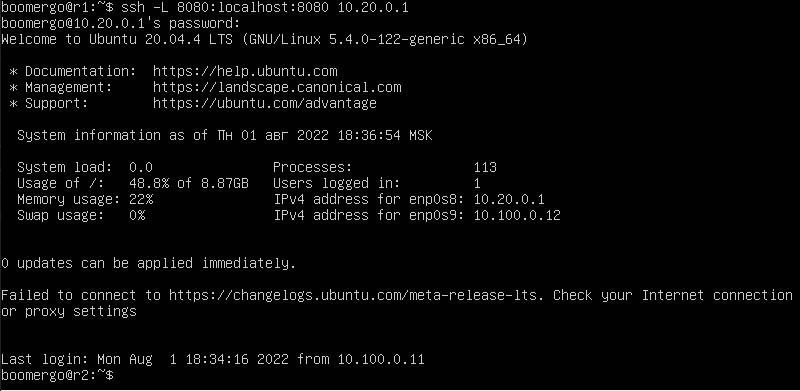 boomergo@r1:~$ ssh -L 8080:localhost:8080 10.20.0.1
boomergo@10.20.0.1's password:
Welcome to Ubuntu 20.04.4 LTS (GNU/Linux 5.4.0-122-generic x86_64)

 * Documentation:  https://help.ubuntu.com
 * Management:     https://landscape.canonical.com
 * Support:        https://ubuntu.com/advantage

  System information as of Пн 01 авг 2022 18:36:54 MSK

  System load:  0.0               Processes:               113
  Usage of /:   48.8% of 8.87GB   Users logged in:         1
  Memory usage: 22%               IPv4 address for enp0s8: 10.20.0.1
  Swap usage:   0%                IPv4 address for enp0s9: 10.100.0.12

0 updates can be applied immediately.

Failed to connect to https://changelogs.ubuntu.com/meta-release-lts. Check your Internet connection
or proxy settings

Last login: Mon Aug  1 18:34:16 2022 from 10.100.0.11
boomergo@r2:~$